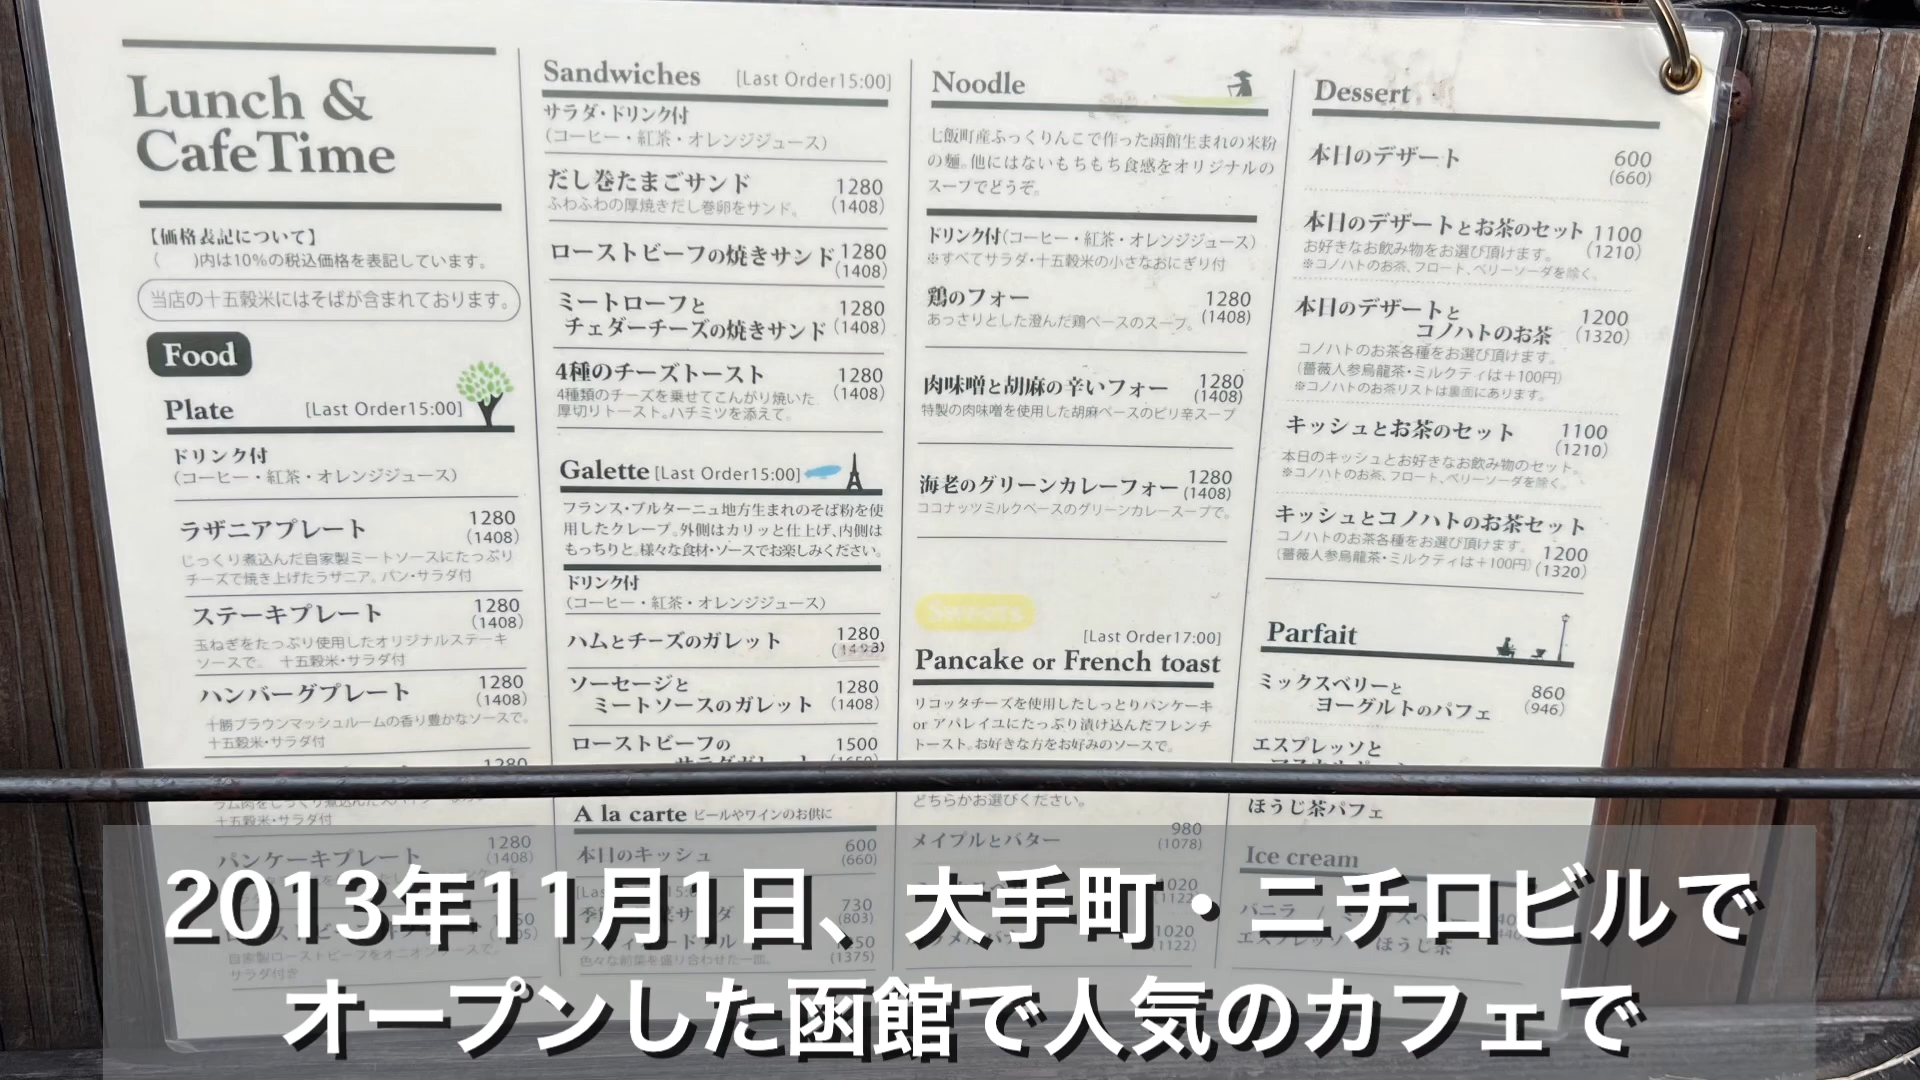 Lunch &
CafeTime
【価格表記について】
(　　)内は10%の税込価格を表記しています。
当店の十五穀米にはそばが含まれております。
Food
Plate [Last Order15:00]
ドリンク付
(コーヒー・紅茶・オレンジジュース)
ラザニアプレート 1280
(1408)
じっくり煮込んだ自家製ミートソースにたっぷり
チーズで焼き上げたラザニア。パン・サラダ付
ステーキプレート 1280
(1408)
玉ねぎをたっぷり使用したオリジナルステーキ
ソースで。 十五穀米・サラダ付
ハンバーグプレート 1280
(1408)
十勝ブラウンマッシュルームの香り豊かなソースで。
十五穀米・サラダ付
1280
十五穀米・サラダ付
パンケーキプレート 1280
(1408)
自家製ローストビーフをオニオンソースで。
サラダ付き
Sandwiches [Last Order15:00]
サラダ・ドリンク付
(コーヒー・紅茶・オレンジジュース)
だし巻たまごサンド 1280
ふわふわの厚焼きだし巻卵をサンド。 (1408)
ローストビーフの焼きサンド 1280
(1408)
ミートローフと 1280
チェダーチーズの焼きサンド (1408)
4種のチーズトースト 1280
4種類のチーズを乗せてこんがり焼いた (1408)
厚切りトースト。ハチミツを添えて。
Galette [Last Order15:00]
フランス・ブルターニュ地方生まれのそば粉を使
用したクレープ。外側はカリッと仕上げ、内側は
もっちりと。様々な食材・ソースでお楽しみください。
ドリンク付
(コーヒー・紅茶・オレンジジュース)
ハムとチーズのガレット 1280
ソーセージと 1280
ミートソースのガレット (1408)
ローストビーフの 1500
A la carte ビールやワインのお供に
本日のキッシュ 600
(660)
730
(803)
(1375)
色々な前菜を盛り合わせた一皿。
Noodle
七飯町産ふっくりんこで作った函館生まれの米粉
の麺。他にはないもちもち食感をオリジナルの
スープでどうぞ。
ドリンク付(コーヒー・紅茶・オレンジジュース)
※すべてサラダ・十五穀米の小さなおにぎり付
鶏のフォー 1280
あっさりとした澄んだ鶏ベースのスープ。 (1408)
肉味噌と胡麻の辛いフォー 1280
(1408)
特製の肉味噌を使用した胡麻ベースのピリ辛スープ
海老のグリーンカレーフォー 1280
(1408)
ココナッツミルクベースのグリーンカレースープで。
Sweets
[Last Order17:00]
Pancake or French toast
リコッタチーズを使用したしっとりパンケーキ
or アパレイユにたっぷり漬け込んだフレンチ
トースト。お好きな方をお好みのソースで。
どちらかお選びください。
メイプルとバター 980
(1078)
1020
1020
(1122)
Dessert
本日のデザート 600
(660)
本日のデザートとお茶のセット 1100
お好きなお飲み物をお選び頂けます。 (1210)
※コノハトのお茶、フロート、ベリーソーダを除く。
本日のデザートと 1200
コノハトのお茶 (1320)
コノハトのお茶各種をお選び頂けます。
(薔薇人参烏龍茶・ミルクティは＋100円)
※コノハトのお茶リストは裏面にあります。
キッシュとお茶のセット 1100
(1210)
本日のキッシュとお好きなお飲み物のセット。
※コノハトのお茶、フロート、ベリーソーダを除く。
キッシュとコノハトのお茶セット
コノハトのお茶各種をお選び頂けます。 1200
(薔薇人参烏龍茶・ミルクティは＋100円) (1320)
Parfait
ミックスベリーと 860
ヨーグルトのパフェ (946)
エスプレッソと
ほうじ茶パフェ
Ice cream
バニラ
ほうじ茶
2013年11月1日、大手町・ニチロビルで
オープンした函館で人気のカフェで